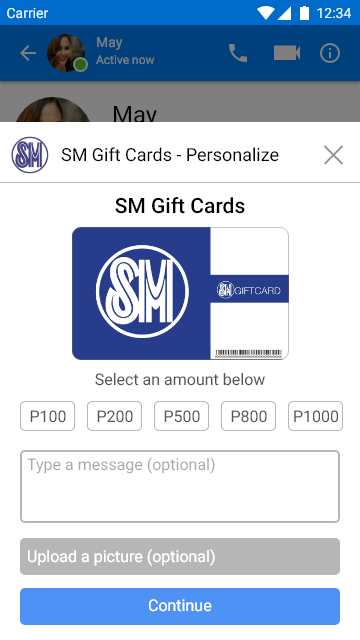 Carrier
12:34
May
Active now
May
SM
SM Gift Cards - Personalize
SM Gift Cards
SM
SM GIFTCARD
Select an amount below
P100
P200
P500
P800
P1000
Type a message (optional)
Upload a picture (optional)
Continue